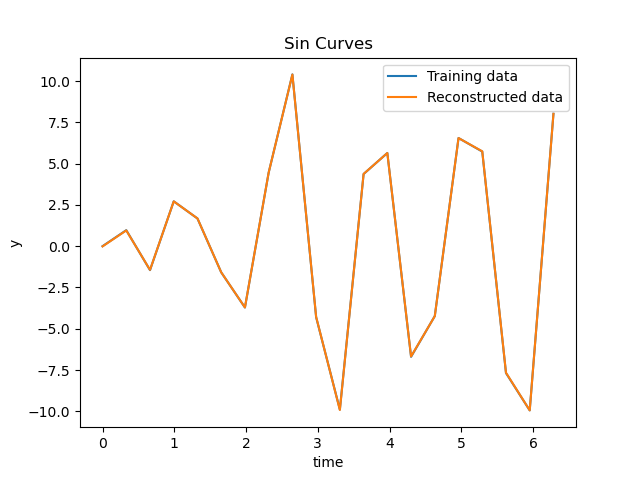 Sin Curves
Training data
Reconstructed data
10.0
7.5
5.0
2.5
0.0
−2.5
−5.0
−7.5
−10.0
y
0 1 2 3 4 5 6
time